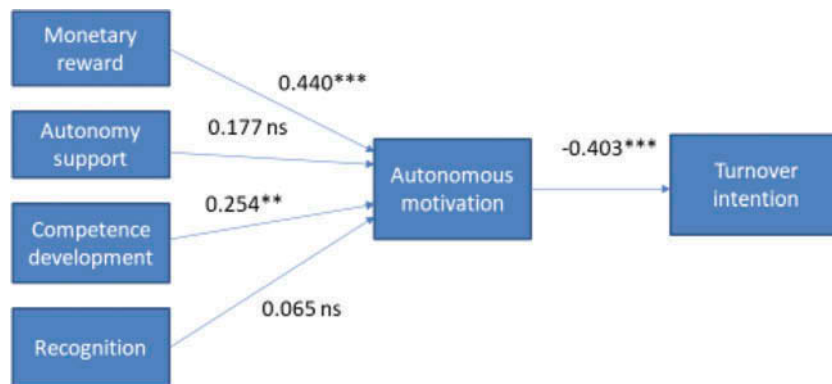 Monetary
reward
0.440***
Autonomy
support
0.177 ns
Autonomous
motivation
-0.403***
Turnover
intention
Competence
development
0.254**
Recognition
0.065 ns